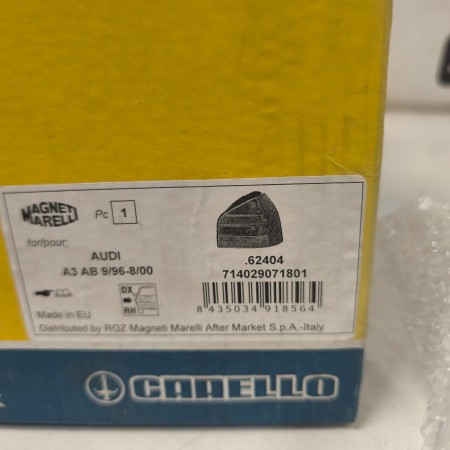 MAGNETI
MARELLI
Pc 1
for/pour:
AUDI
A3 AB 9/96-8/00
.62404
714029071801
8 435034 918564
DX
RH
Made in EU
Distributed by RGZ Magneti Marelli After Market S.p.A.-Italy
CARELLO